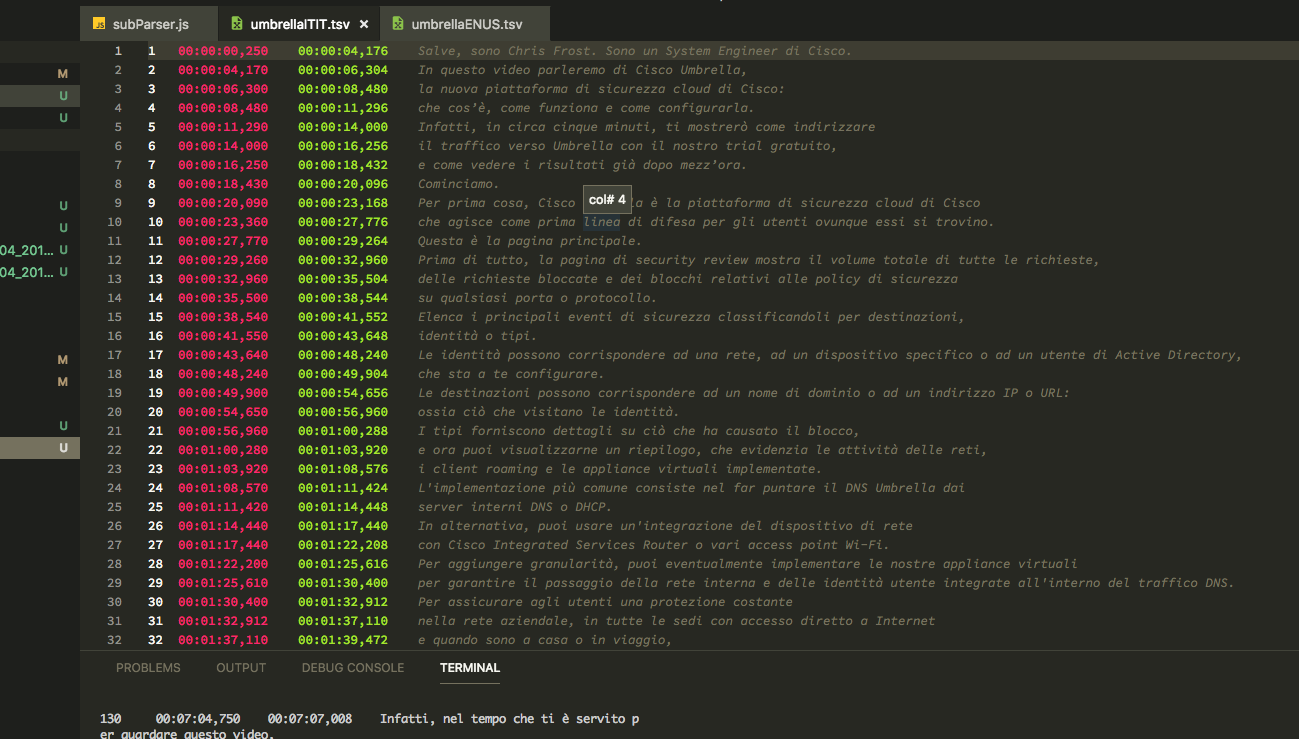 subParser.js umbrellaITIT.tsv × umbrellaENUS.tsv
1 1 00:00:00,250 00:00:04,176 Salve, sono Chris Frost. Sono un System Engineer di Cisco.
M 2 2 00:00:04,170 00:00:06,304 In questo video parleremo di Cisco Umbrella,
U 3 3 00:00:06,300 00:00:08,480 la nuova piattaforma di sicurezza cloud di Cisco:
U 4 4 00:00:08,480 00:00:11,296 che cos'è, come funziona e come configurarla.
5 5 00:00:11,290 00:00:14,000 Infatti, in circa cinque minuti, ti mostrerò come indirizzare
6 6 00:00:14,000 00:00:16,256 il traffico verso Umbrella con il nostro trial gratuito,
7 7 00:00:16,250 00:00:18,432 e come vedere i risultati già dopo mezz’ora.
8 8 00:00:18,430 00:00:20,096 Cominciamo.
col# 4
U 9 9 00:00:20,090 00:00:23,168 Per prima cosa, Cisco la è la piattaforma di sicurezza cloud di Cisco
U 10 10 00:00:23,360 00:00:27,776 che agisce come prima linea di difesa per gli utenti ovunque essi si trovino.
04_201... U 11 11 00:00:27,770 00:00:29,264 Questa è la pagina principale.
04_201... U 12 12 00:00:29,260 00:00:32,960 Prima di tutto, la pagina di security review mostra il volume totale di tutte le richieste,
13 13 00:00:32,960 00:00:35,504 delle richieste bloccate e dei blocchi relativi alle policy di sicurezza
14 14 00:00:35,500 00:00:38,544 su qualsiasi porta o protocollo.
15 15 00:00:38,540 00:00:41,552 Elenca i principali eventi di sicurezza classificandoli per destinazioni,
16 16 00:00:41,550 00:00:43,648 identità o tipi.
M 17 17 00:00:43,640 00:00:48,240 Le identità possono corrispondere ad una rete, ad un dispositivo specifico o ad un utente di Active Directory,
M 18 18 00:00:48,240 00:00:49,904 che sta a te configurare.
19 19 00:00:49,900 00:00:54,656 Le destinazioni possono corrispondere ad un nome di dominio o ad un indirizzo IP o URL:
20 20 00:00:54,650 00:00:56,960 ossia ciò che visitano le identità.
U 21 21 00:00:56,960 00:01:00,288 I tipi forniscono dettagli su ciò che ha causato il blocco,
U 22 22 00:01:00,280 00:01:03,920 e ora puoi visualizzarne un riepilogo, che evidenzia le attività delle reti,
23 23 00:01:03,920 00:01:08,576 i client roaming e le appliance virtuali implementate.
24 24 00:01:08,570 00:01:11,424 L'implementazione più comune consiste nel far puntare il DNS Umbrella dai
25 25 00:01:11,420 00:01:14,448 server interni DNS o DHCP.
26 26 00:01:14,440 00:01:17,440 In alternativa, puoi usare un'integrazione del dispositivo di rete
27 27 00:01:17,440 00:01:22,208 con Cisco Integrated Services Router o vari access point Wi-Fi.
28 28 00:01:22,200 00:01:25,616 Per aggiungere granularità, puoi eventualmente implementare le nostre appliance virtuali
29 29 00:01:25,610 00:01:30,400 per garantire il passaggio della rete interna e delle identità utente integrate all'interno del traffico DNS.
30 30 00:01:30,400 00:01:32,912 Per assicurare agli utenti una protezione costante
31 31 00:01:32,912 00:01:37,110 nella rete aziendale, in tutte le sedi con accesso diretto a Internet
32 32 00:01:37,110 00:01:39,472 e quando sono a casa o in viaggio,
PROBLEMS OUTPUT DEBUG CONSOLE TERMINAL
130 00:07:04,750 00:07:07,008 Infatti, nel tempo che ti è servito p
er guardare questo video.